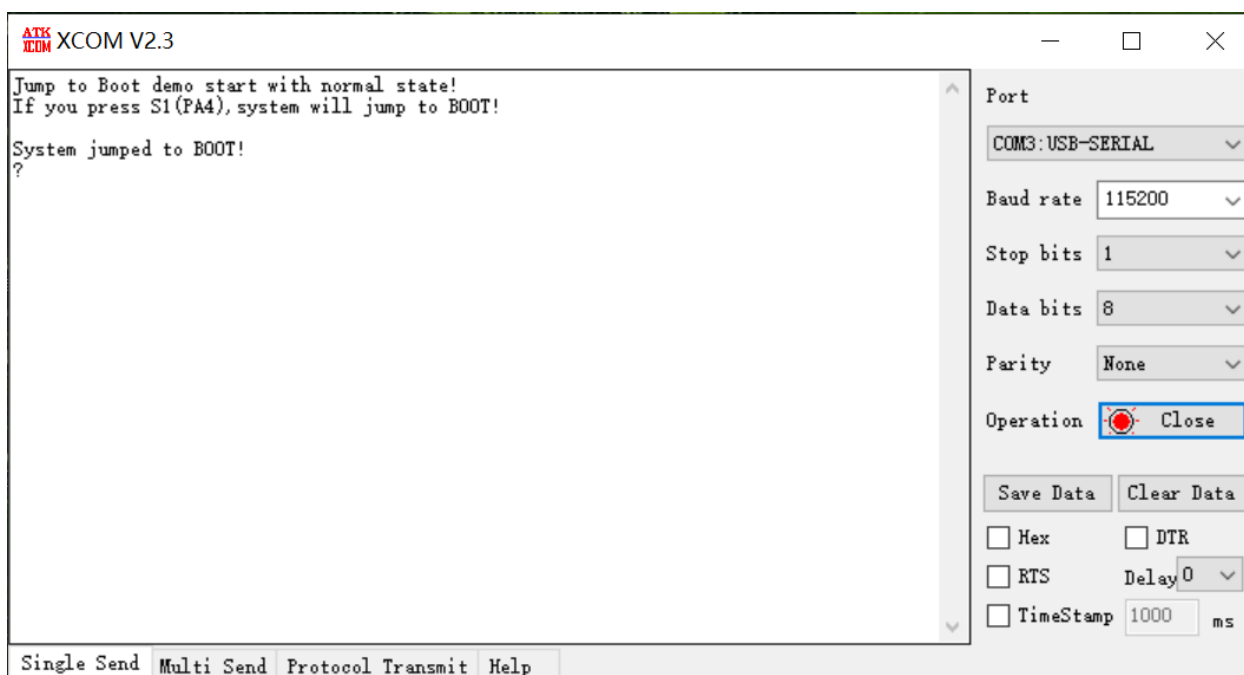 ATK XCOM XCOM V2.3
Jump to Boot demo start with normal state!
If you press S1(PA4),system will jump to BOOT!
System jumped to BOOT!
?
Port
COM3:USB-SERIAL
Baud rate 115200
Stop bits 1
Data bits 8
Parity None
Operation Close
Save Data Clear Data
Hex DTR
RTS Delay 0
TimeStamp 1000 ms
Single Send Multi Send Protocol Transmit Help